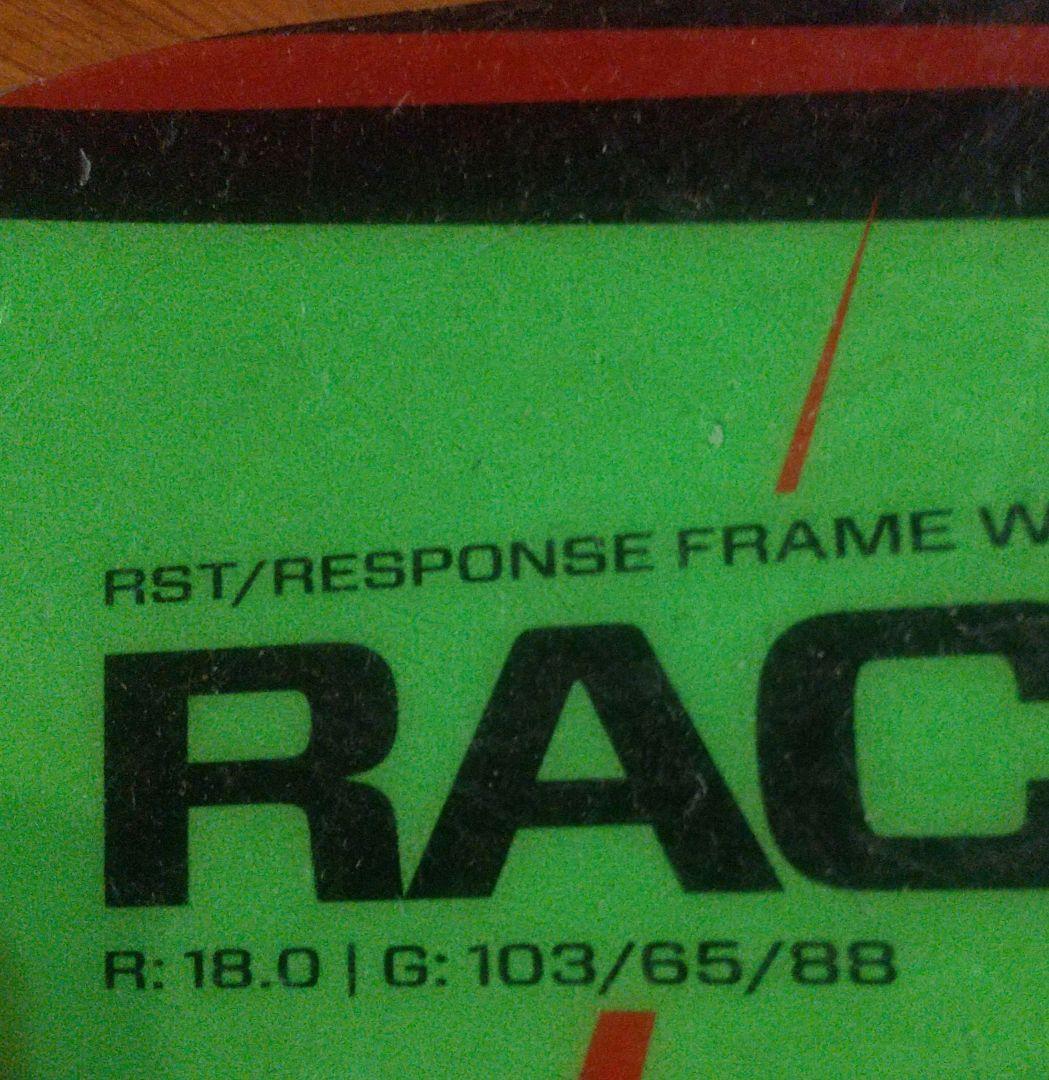 RST/RESPONSE FRAME W
RAC
R: 18.0 | G: 103/65/88